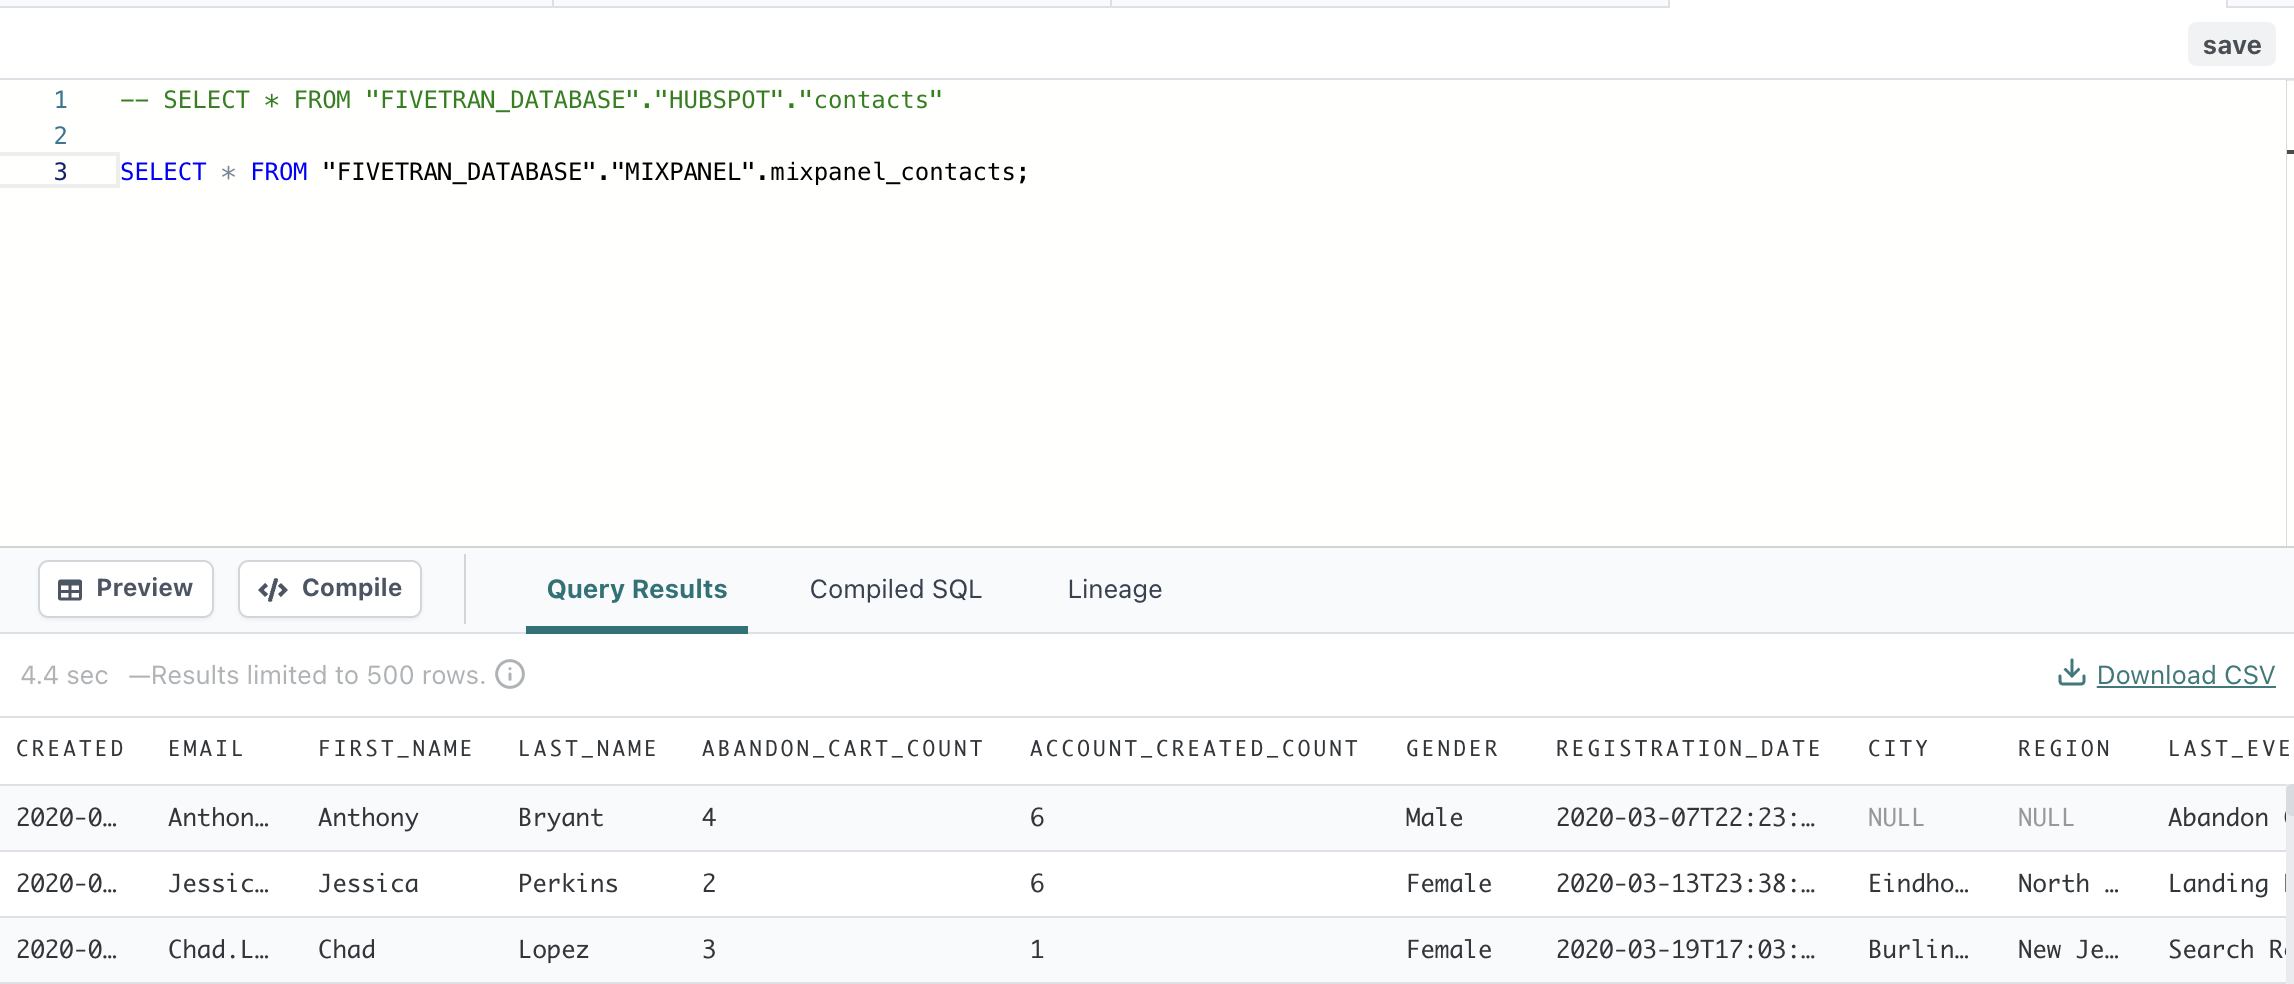 save
1 -- SELECT * FROM "FIVETRAN_DATABASE"."HUBSPOT"."contacts"
2
3 SELECT * FROM "FIVETRAN_DATABASE"."MIXPANEL".mixpanel_contacts;
Preview Compile Query Results Compiled SQL Lineage
4.4 sec —Results limited to 500 rows. Download CSV
CREATED EMAIL FIRST_NAME LAST_NAME ABANDON_CART_COUNT ACCOUNT_CREATED_COUNT GENDER REGISTRATION_DATE CITY REGION LAST_EVE
2020-0… Anthon… Anthony Bryant 4 6 Male 2020-03-07T22:23:… NULL NULL Abandon
2020-0… Jessic… Jessica Perkins 2 6 Female 2020-03-13T23:38:… Eindho… North … Landing
2020-0… Chad.L… Chad Lopez 3 1 Female 2020-03-19T17:03:… Burlin… New Je… Search